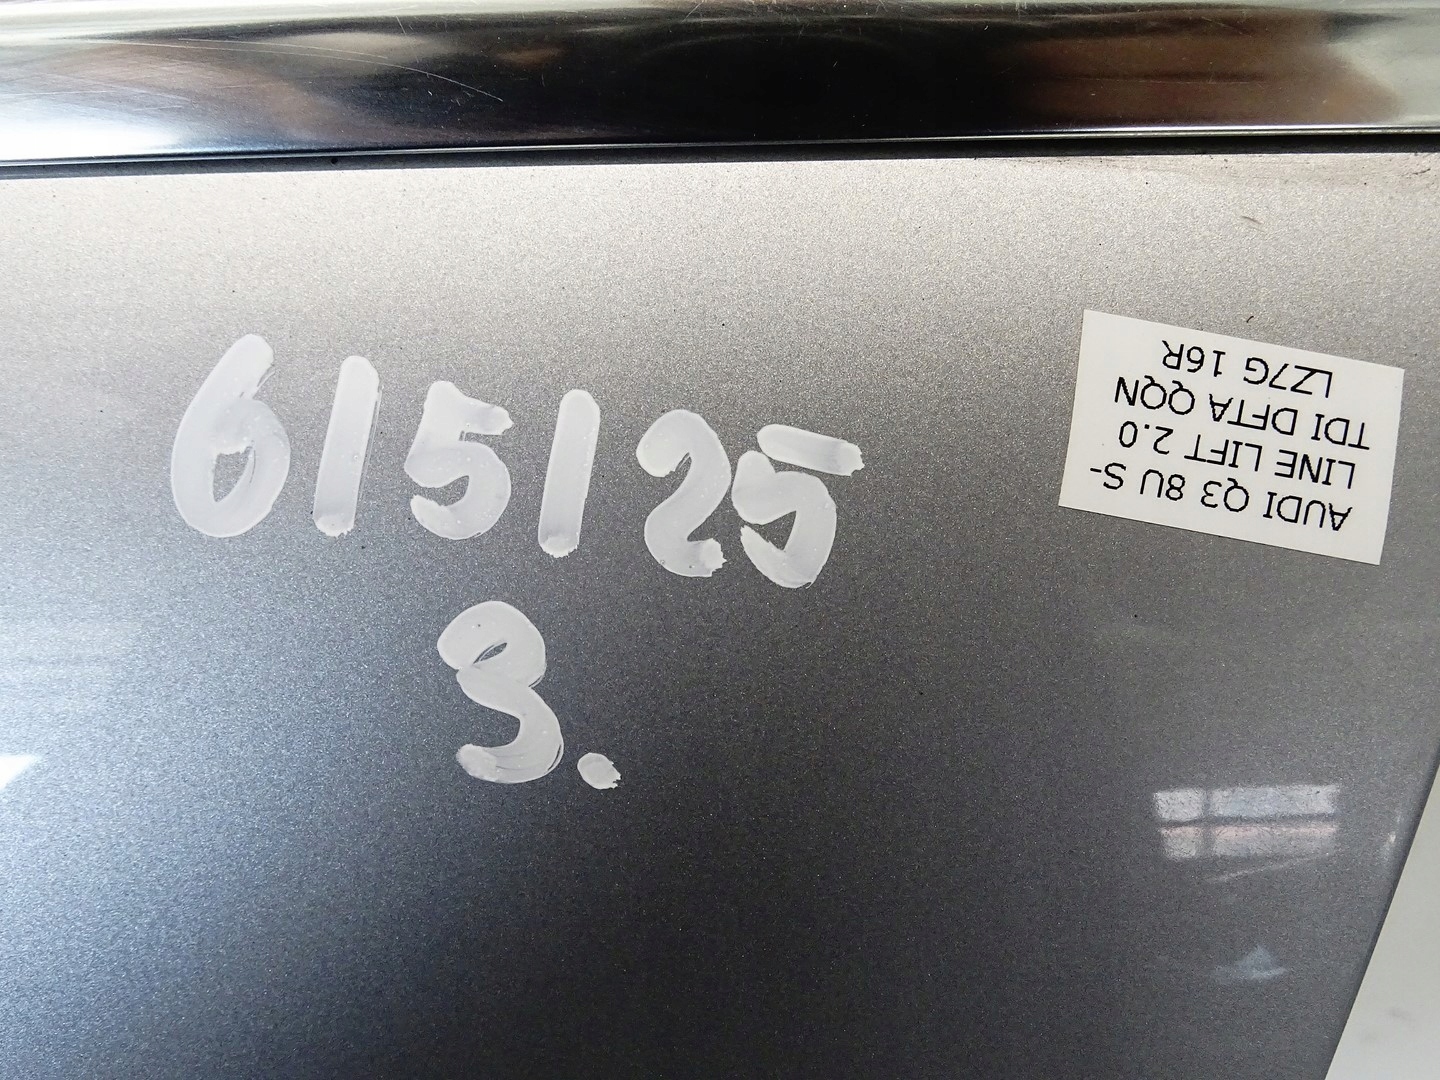 615125
3.
AUDI Q3 8U S-
LINE LIFT 2.0
TDI DFTA QQN
LZ7G 16R